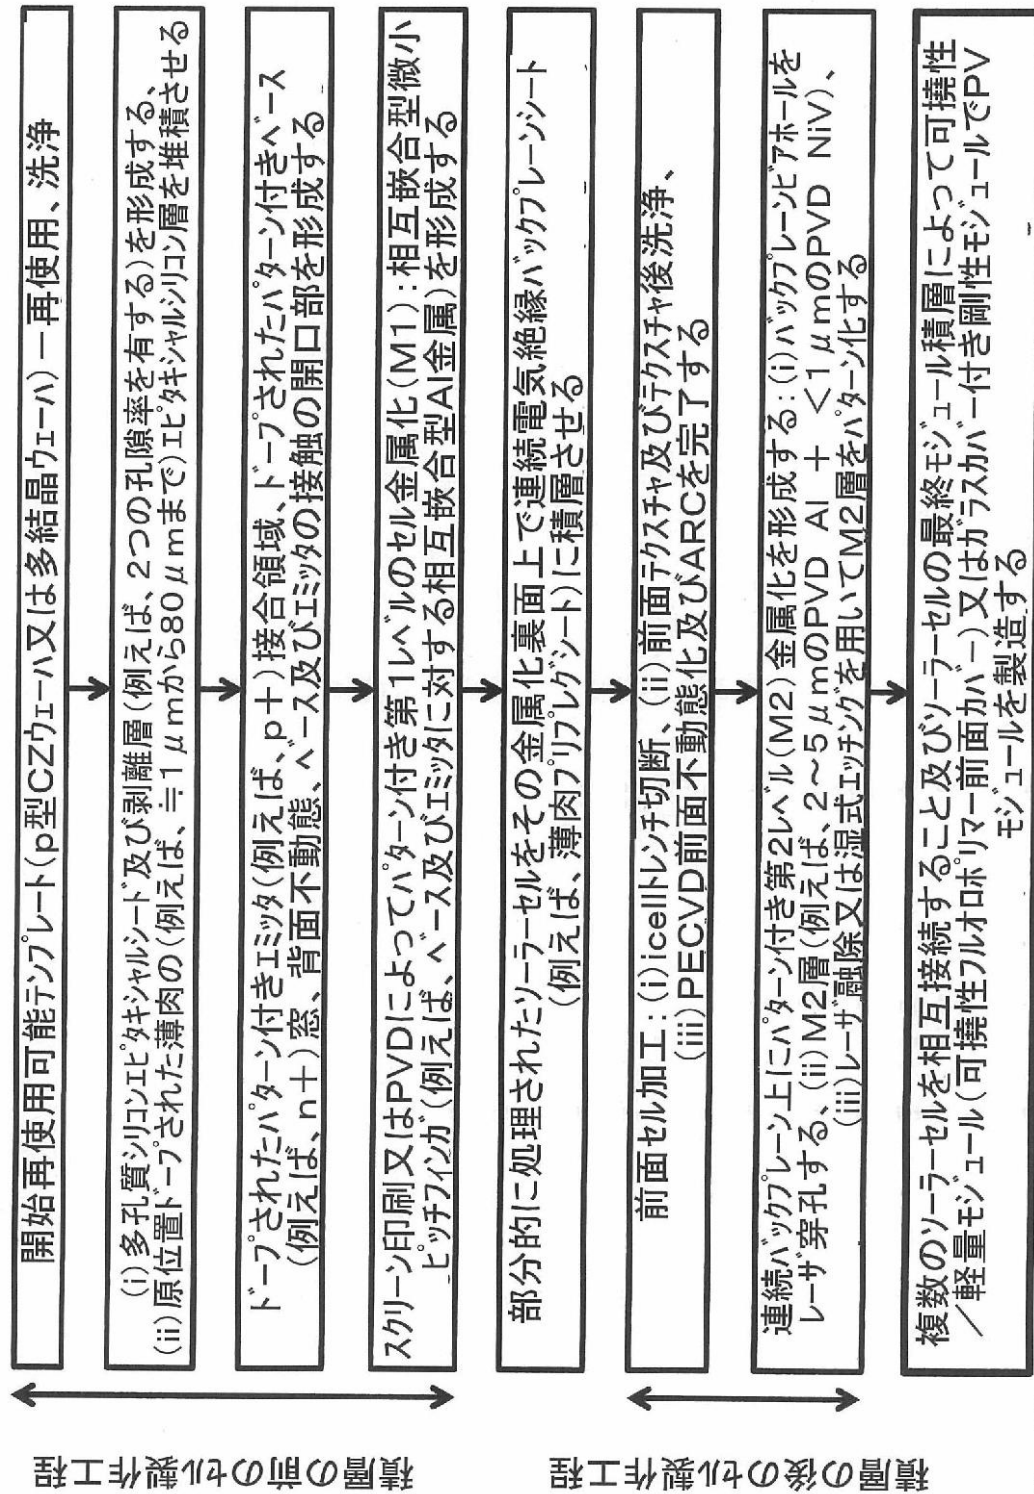 開始再使用可能テンプレート(p型CZウェーハ又は多結晶ウェーハ)ー再使用、洗浄
(i)多孔質シリコンエピタキシャルシード及び剥離層(例えば、2つの孔隙率を有する)を形成する、
(ii)原位置ドープされた薄肉の(例えば、≒1μmから80μmまで)エピタキシャルシリコン層を堆積させる
ドープされたパターン付きエミッタ(例えば、p+)接合領域、ドープされたパターン付きベース
(例えば、n+)窓、背面不動態、ベース及びエミッタの接触の開口部を形成する
スクリーン印刷又はPVDによってパターン付き第1レベルのセル金属化(M1):相互嵌合型微小
ピッチフィンガ(例えば、ベース及びエミッタに対する相互嵌合型Al金属)を形成する
部分的に処理されたソーラーセルをその金属化裏面上で連続電気絶縁バックプレーンシート
(例えば、薄肉プリプレグシート)に積層させる
前面セル加工:(i)icellトレンチ切断、(ii)前面テクスチャ及びテクスチャ後洗浄、
(iii)PECVD前面不動態化及びARCを完了する
連続バックプレーン上にパターン付き第2レベル(M2)金属化を形成する:(i)バックプレーンビアホールを
レーザ穿孔する、(ii)M2層(例えば、2~5μmのPVD Al + <1μmのPVD NiV)、
(iii)レーザ融除又は湿式エッチングを用いてM2層をパターン化する
複数のソーラーセルを相互接続すること及びソーラーセルの最終モジュール積層によって可撓性
/軽量モジュール(可撓性フルオロポリマー前面カバー)又はガラスカバー付き剛性モジュールでPV
モジュールを製造する
積層の前のセル製作工程
積層の後のセル製作工程